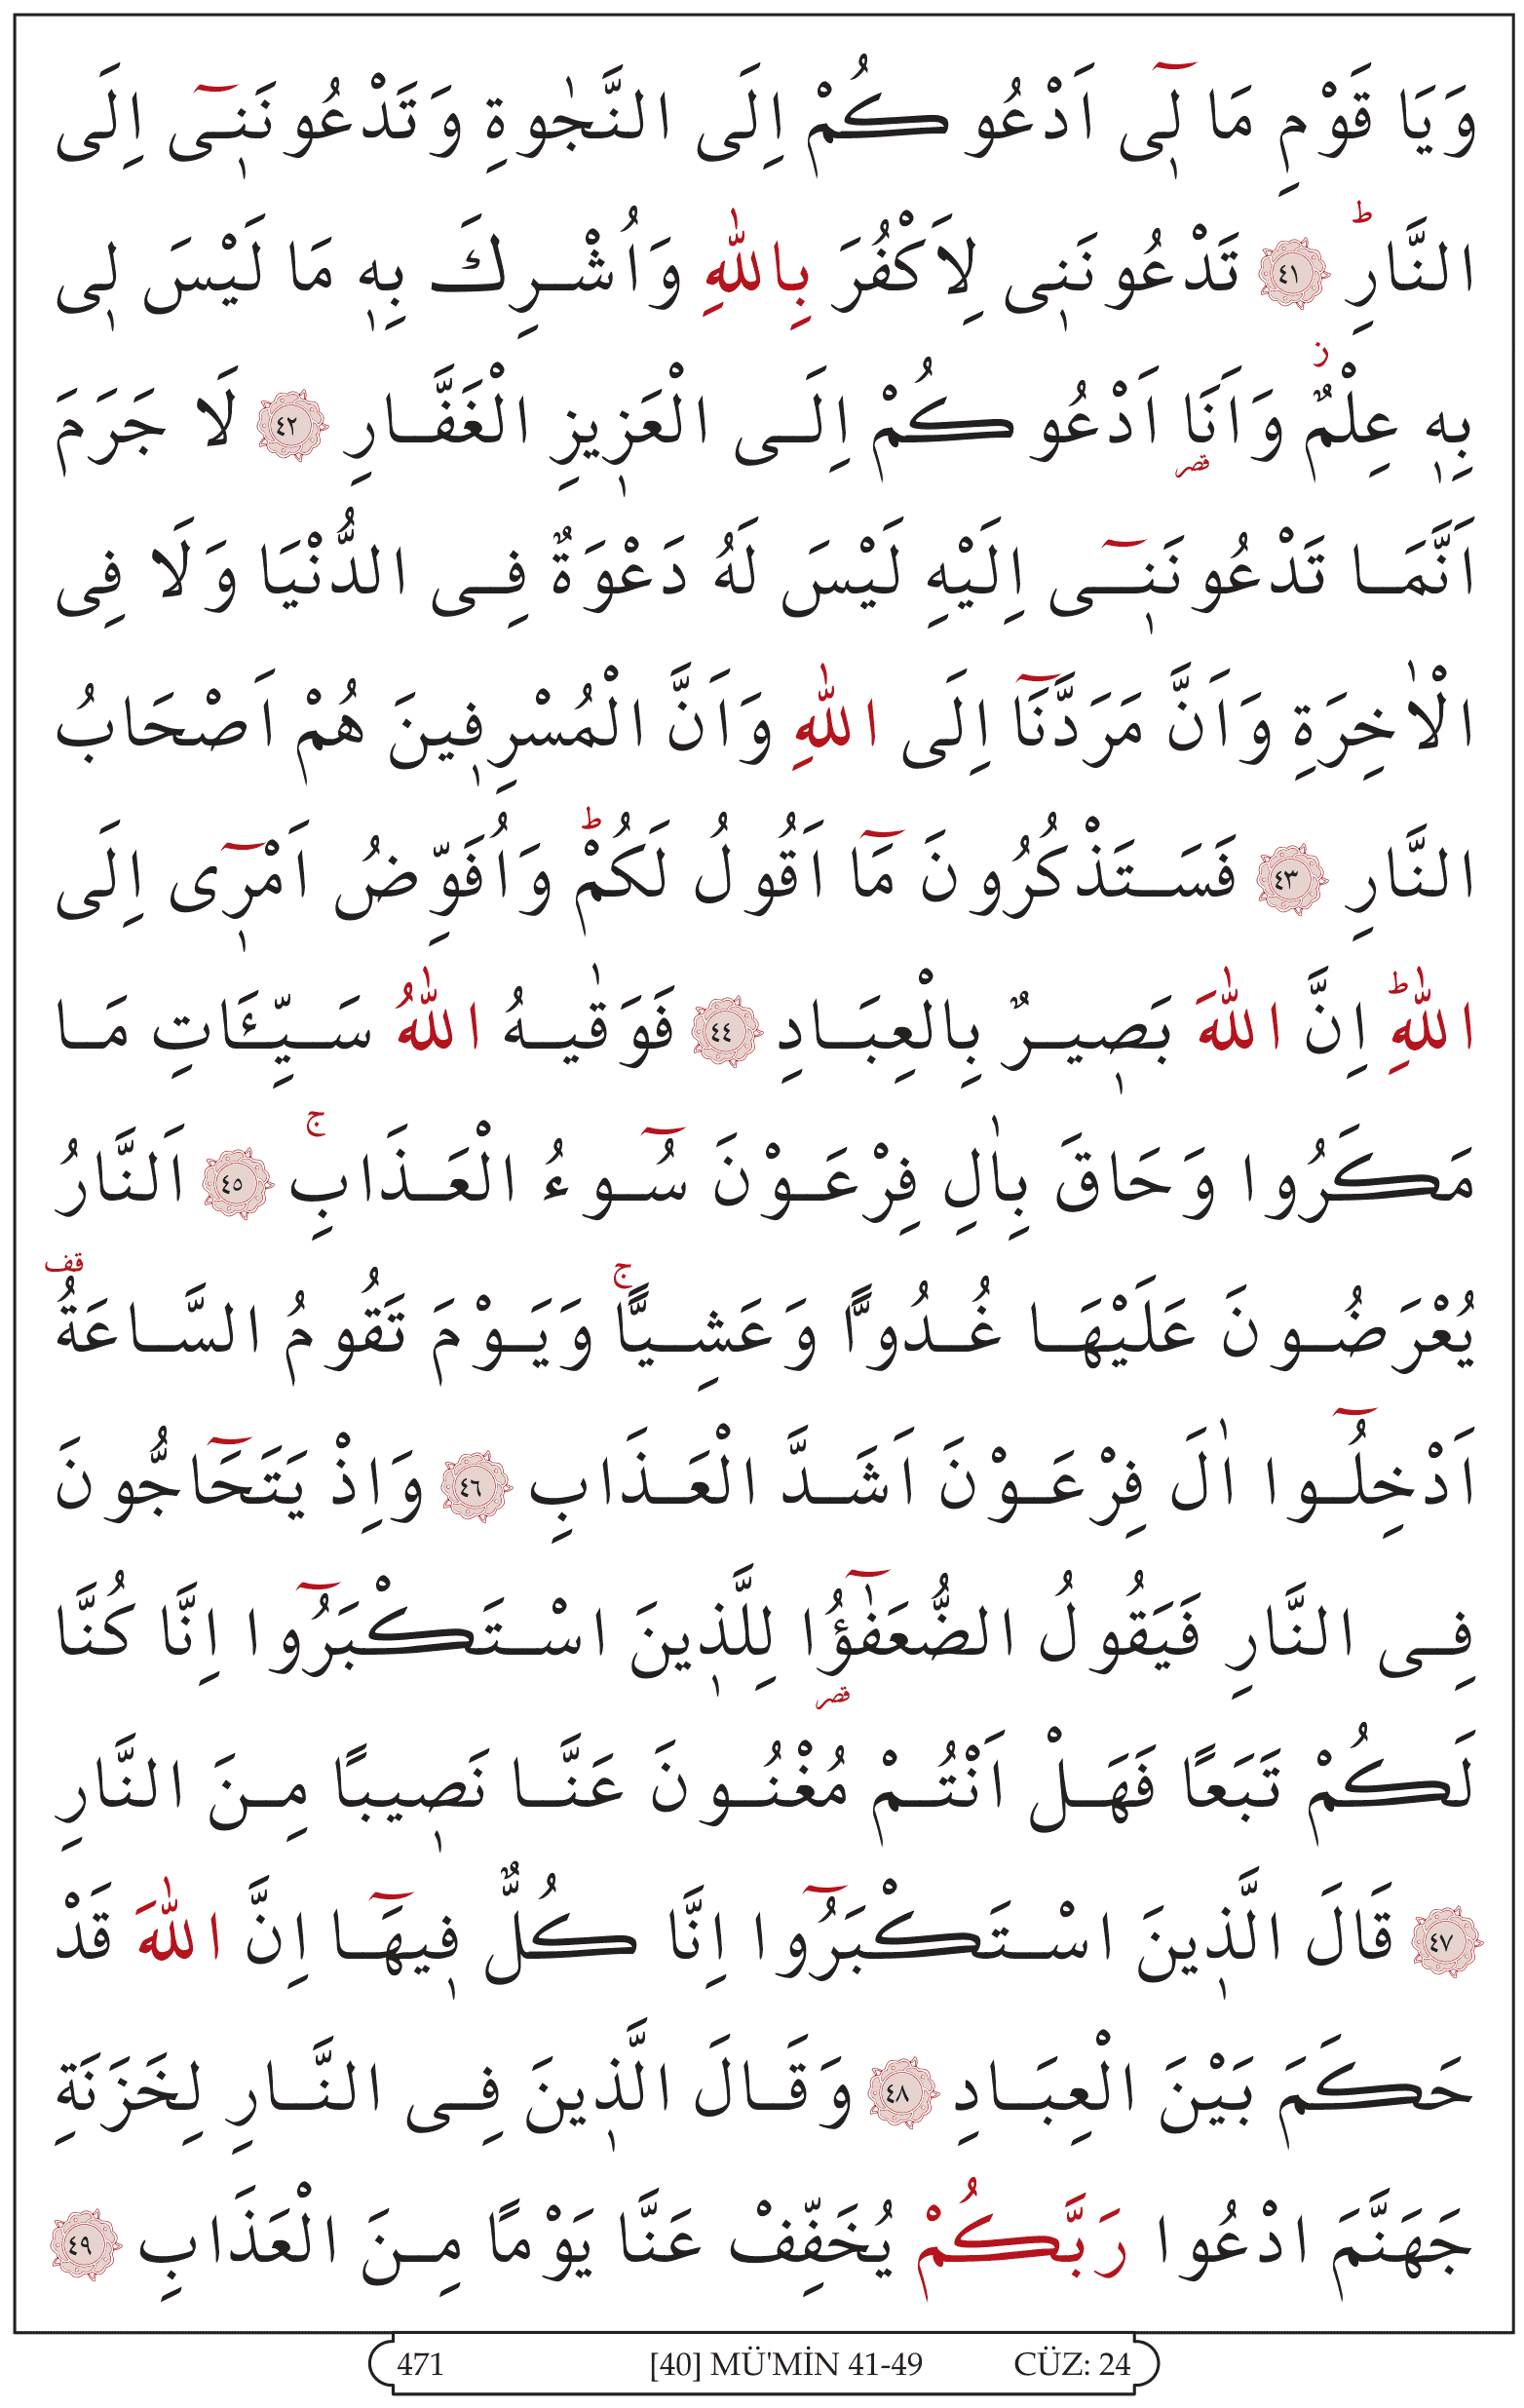 وَيَا قَوْمِ مَا ل۪ٓى اَدْعُوكُمْ اِلَى النَّجٰوةِ وَتَدْعُونَن۪ٓى اِلَى
النَّارِۜ ﴿٤١﴾ تَدْعُونَن۪ى لِاَكْفُرَ بِاللّٰهِ وَاُشْرِكَ بِه۪ مَا لَيْسَ ل۪ى
بِه۪ عِلْمٌۘ وَاَنَا۬ اَدْعُوكُمْ اِلَى الْعَز۪يزِ الْغَفَّارِ ﴿٤٢﴾ لَا جَرَمَ
اَنَّمَا تَدْعُونَن۪ٓى اِلَيْهِ لَيْسَ لَهُ دَعْوَةٌ فِى الدُّنْيَا وَلَا فِى
الْاٰخِرَةِ وَاَنَّ مَرَدَّنَٓا اِلَى اللّٰهِ وَاَنَّ الْمُسْرِف۪ينَ هُمْ اَصْحَابُ
النَّارِ ﴿٤٣﴾ فَسَتَذْكُرُونَ مَٓا اَقُولُ لَكُمْۜ وَاُفَوِّضُ اَمْر۪ٓى اِلَى
اللّٰهِۜ اِنَّ اللّٰهَ بَص۪يرٌ بِالْعِبَادِ ﴿٤٤﴾ فَوَقٰيهُ اللّٰهُ سَيِّـَٔاتِ مَا
مَكَرُوا وَحَاقَ بِاٰلِ فِرْعَوْنَ سُٓوءُ الْعَذَابِۚ ﴿٤٥﴾ اَلنَّارُ
يُعْرَضُونَ عَلَيْهَا غُدُوًّا وَعَشِيًّاۚ وَيَوْمَ تَقُومُ السَّاعَةُ۠
اَدْخِلُٓوا اٰلَ فِرْعَوْنَ اَشَدَّ الْعَذَابِ ﴿٤٦﴾ وَاِذْ يَتَحَٓاجُّونَ
فِى النَّارِ فَيَقُولُ الضُّعَفٰٓؤُ۬ا لِلَّذ۪ينَ اسْتَكْبَرُٓوا اِنَّا كُنَّا
لَكُمْ تَبَعًا فَهَلْ اَنْتُمْ مُغْنُونَ عَنَّا نَص۪يبًا مِنَ النَّارِ
﴿٤٧﴾ قَالَ الَّذ۪ينَ اسْتَكْبَرُٓوا اِنَّا كُلٌّ ف۪يهَٓا اِنَّ اللّٰهَ قَدْ
حَكَمَ بَيْنَ الْعِبَادِ ﴿٤٨﴾ وَقَالَ الَّذ۪ينَ فِى النَّارِ لِخَزَنَةِ
جَهَنَّمَ ادْعُوا رَبَّكُمْ يُخَفِّفْ عَنَّا يَوْمًا مِنَ الْعَذَابِ ﴿٤٩﴾
471 [40] MÜ'MİN 41-49 CÜZ: 24